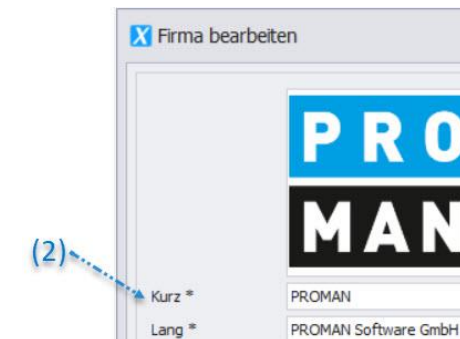 Firma bearbeiten
PRO
MAN
(2)
Kurz * PROMAN
Lang * PROMAN Software GmbH